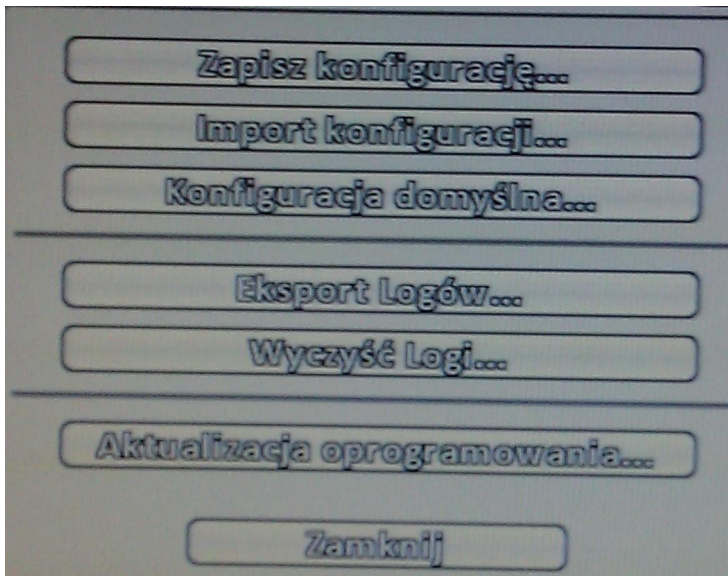 Zapisz konfigurację...
Import konfiguracji...
Konfiguracja domyślna...
Eksport Logów...
Wyczyść Logi...
Aktualizacja oprogramowania...
Zamknij